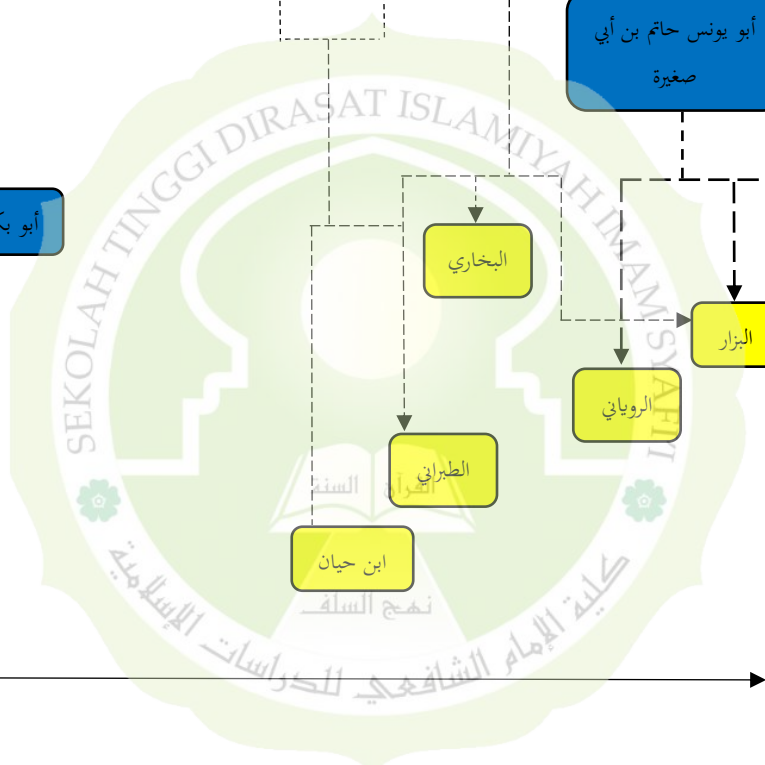 أبو يونس حاتم بن أبي
صغيرة
SEKOLAH TINGGI DIRASAT ISLAMIYAH IMAM SYAFI'I
أبو
البخاري
البزار
الروياني
الطبراني
القرآن السنة
ابن حيان
نهج السلف
كلية الإمام الشافعي للدراسات الإسلامية